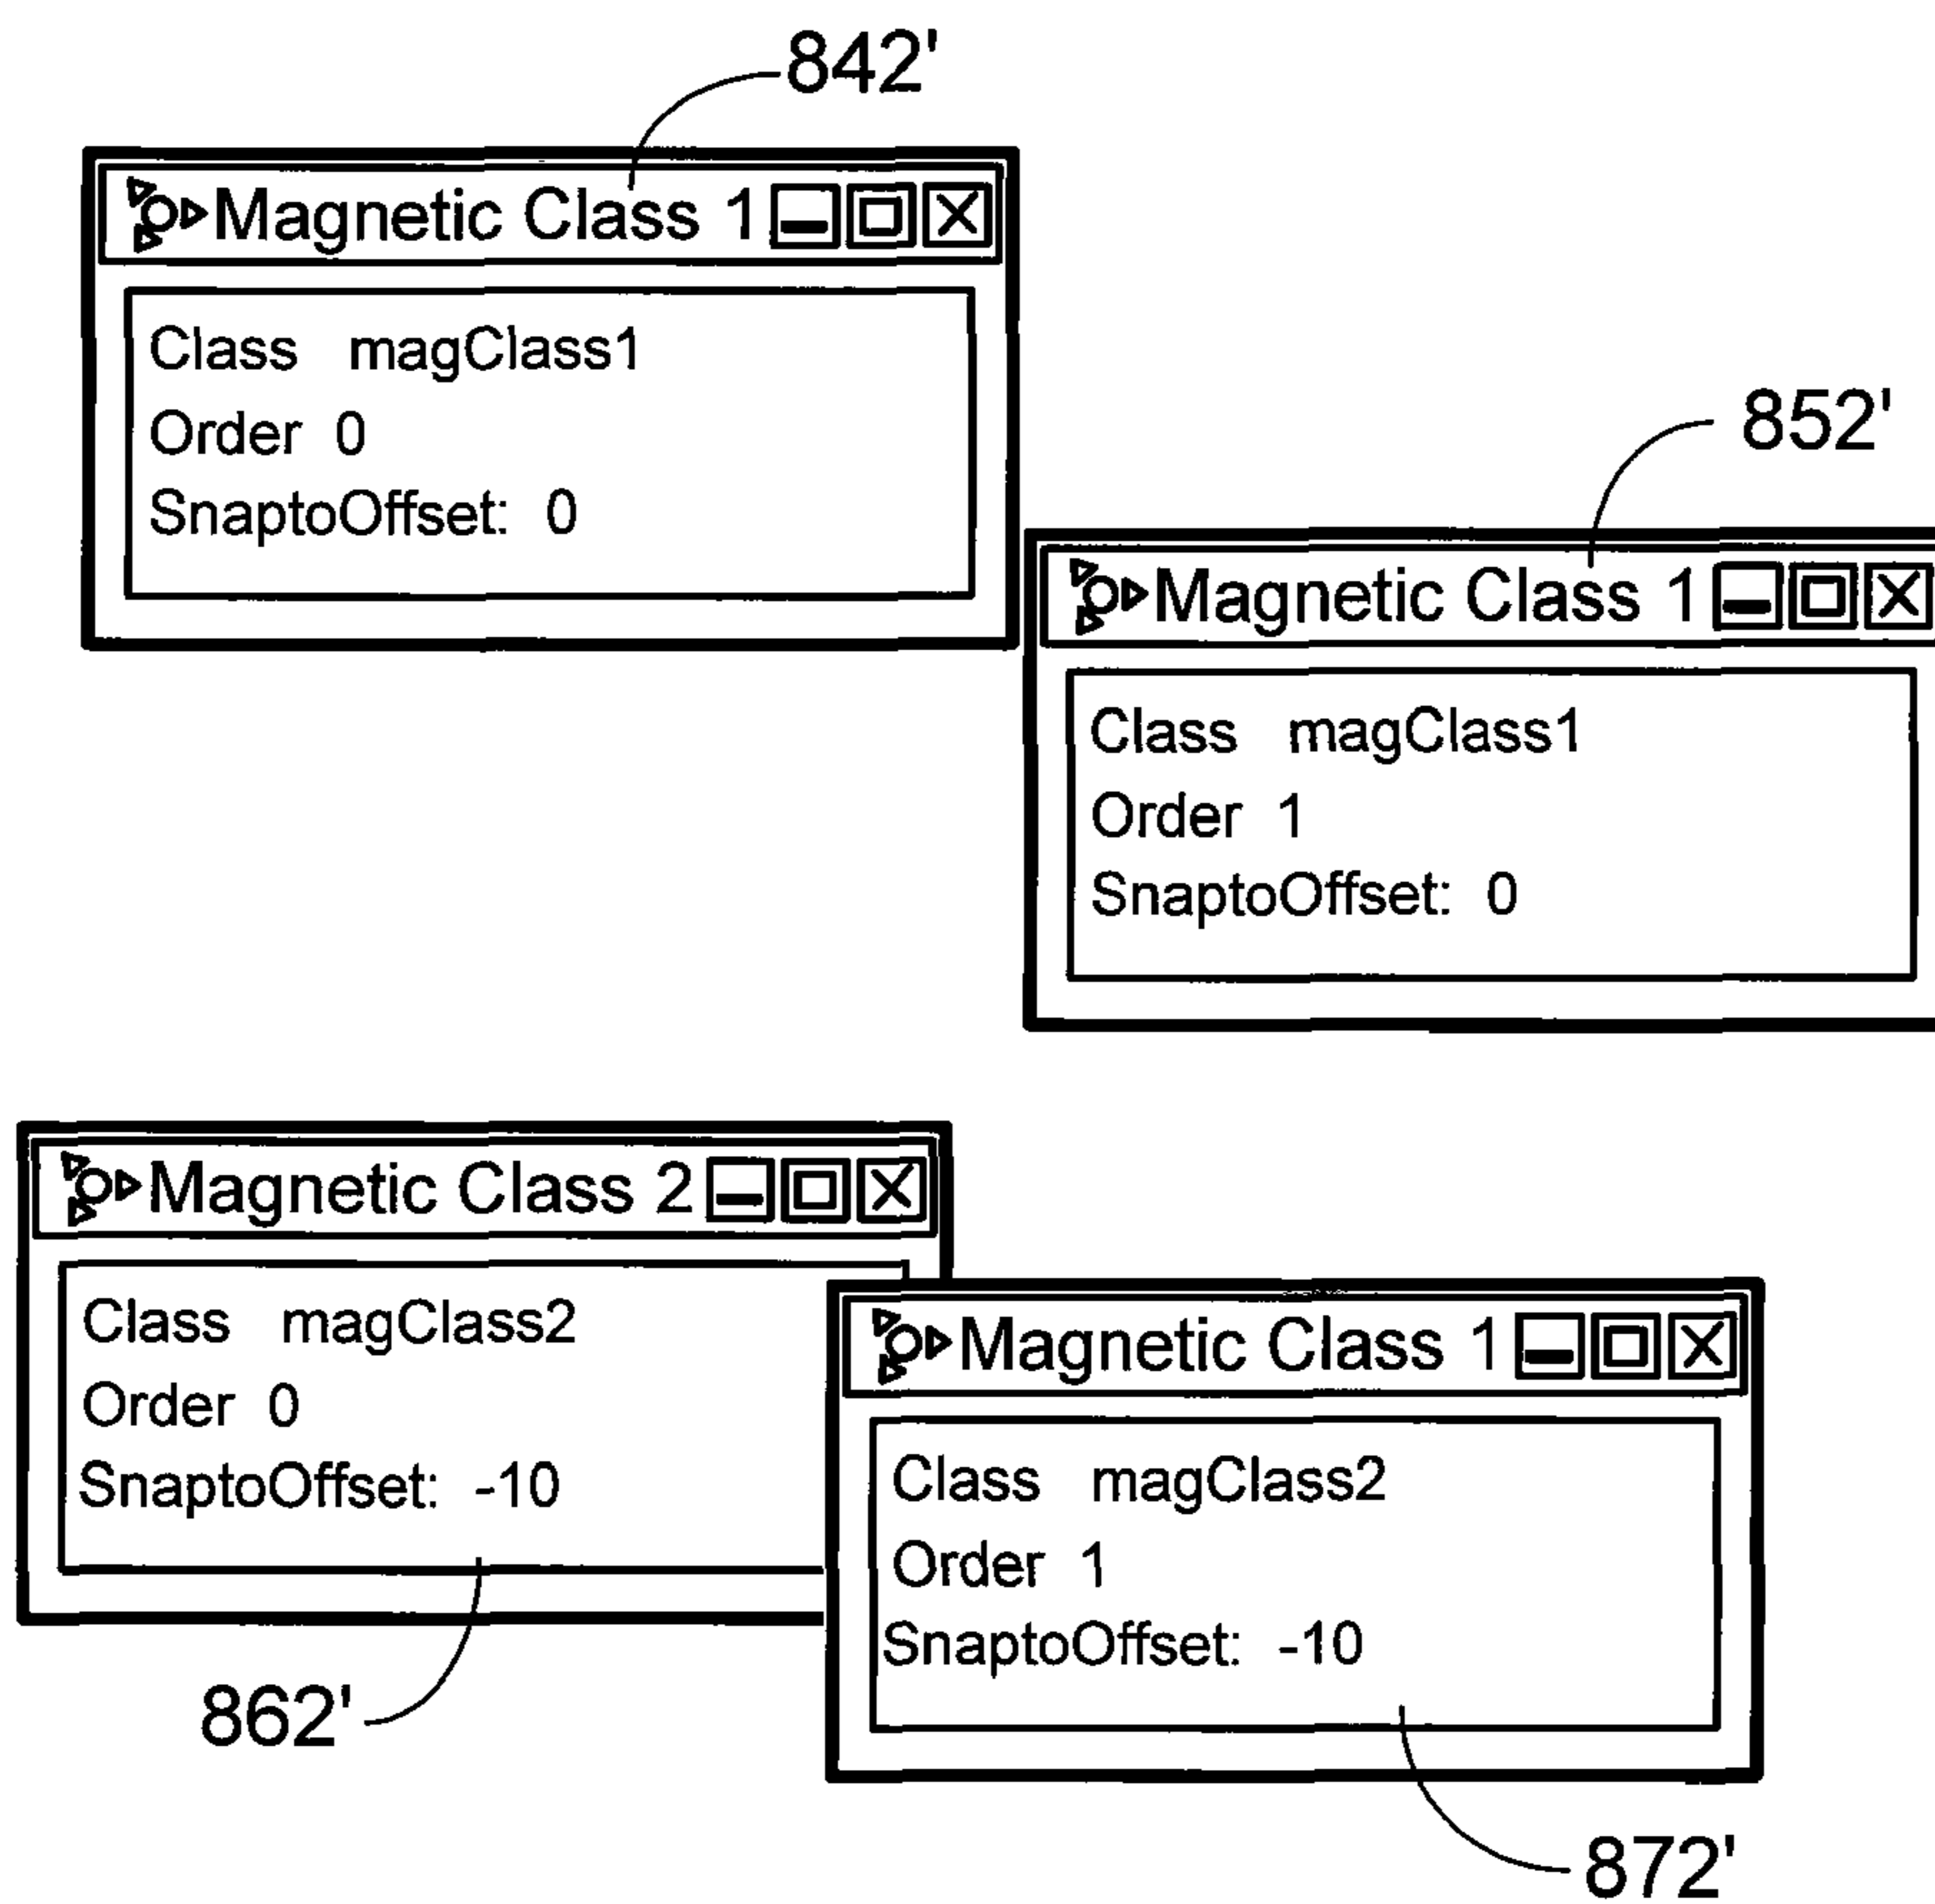 842'
Magnetic Class 1
Class magClass1
Order 0
SnaptoOffset: 0
852'
Magnetic Class 1
Class magClass1
Order 1
SnaptoOffset: 0
Magnetic Class 2
Class magClass2
Order 0
SnaptoOffset: -10
862'
Magnetic Class 1
Class magClass2
Order 1
SnaptoOffset: -10
872'